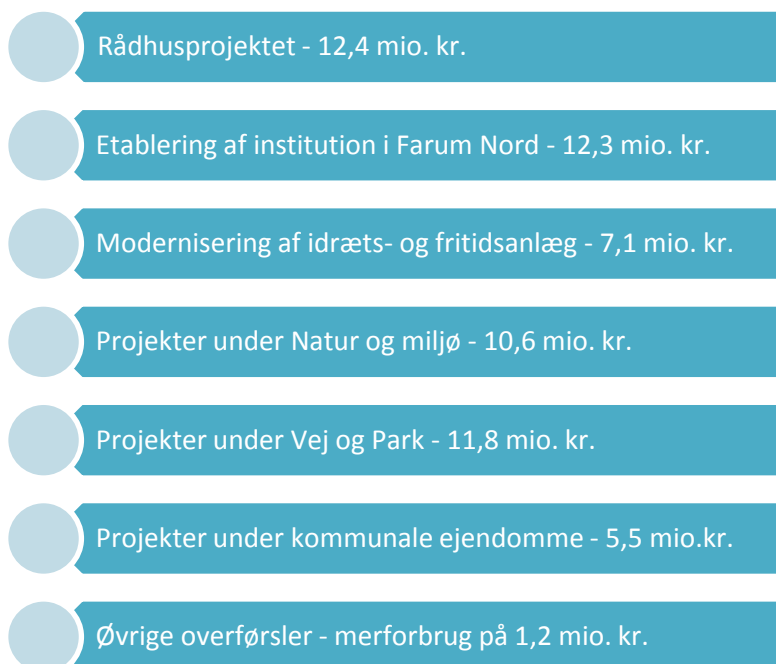 Rådhusprojektet - 12,4 mio. kr.
Etablering af institution i Farum Nord - 12,3 mio. kr.
Modernisering af idræts- og fritidsanlæg - 7,1 mio. kr.
Projekter under Natur og miljø - 10,6 mio. kr.
Projekter under Vej og Park - 11,8 mio. kr.
Projekter under kommunale ejendomme - 5,5 mio.kr.
Øvrige overførsler - merforbrug på 1,2 mio. kr.